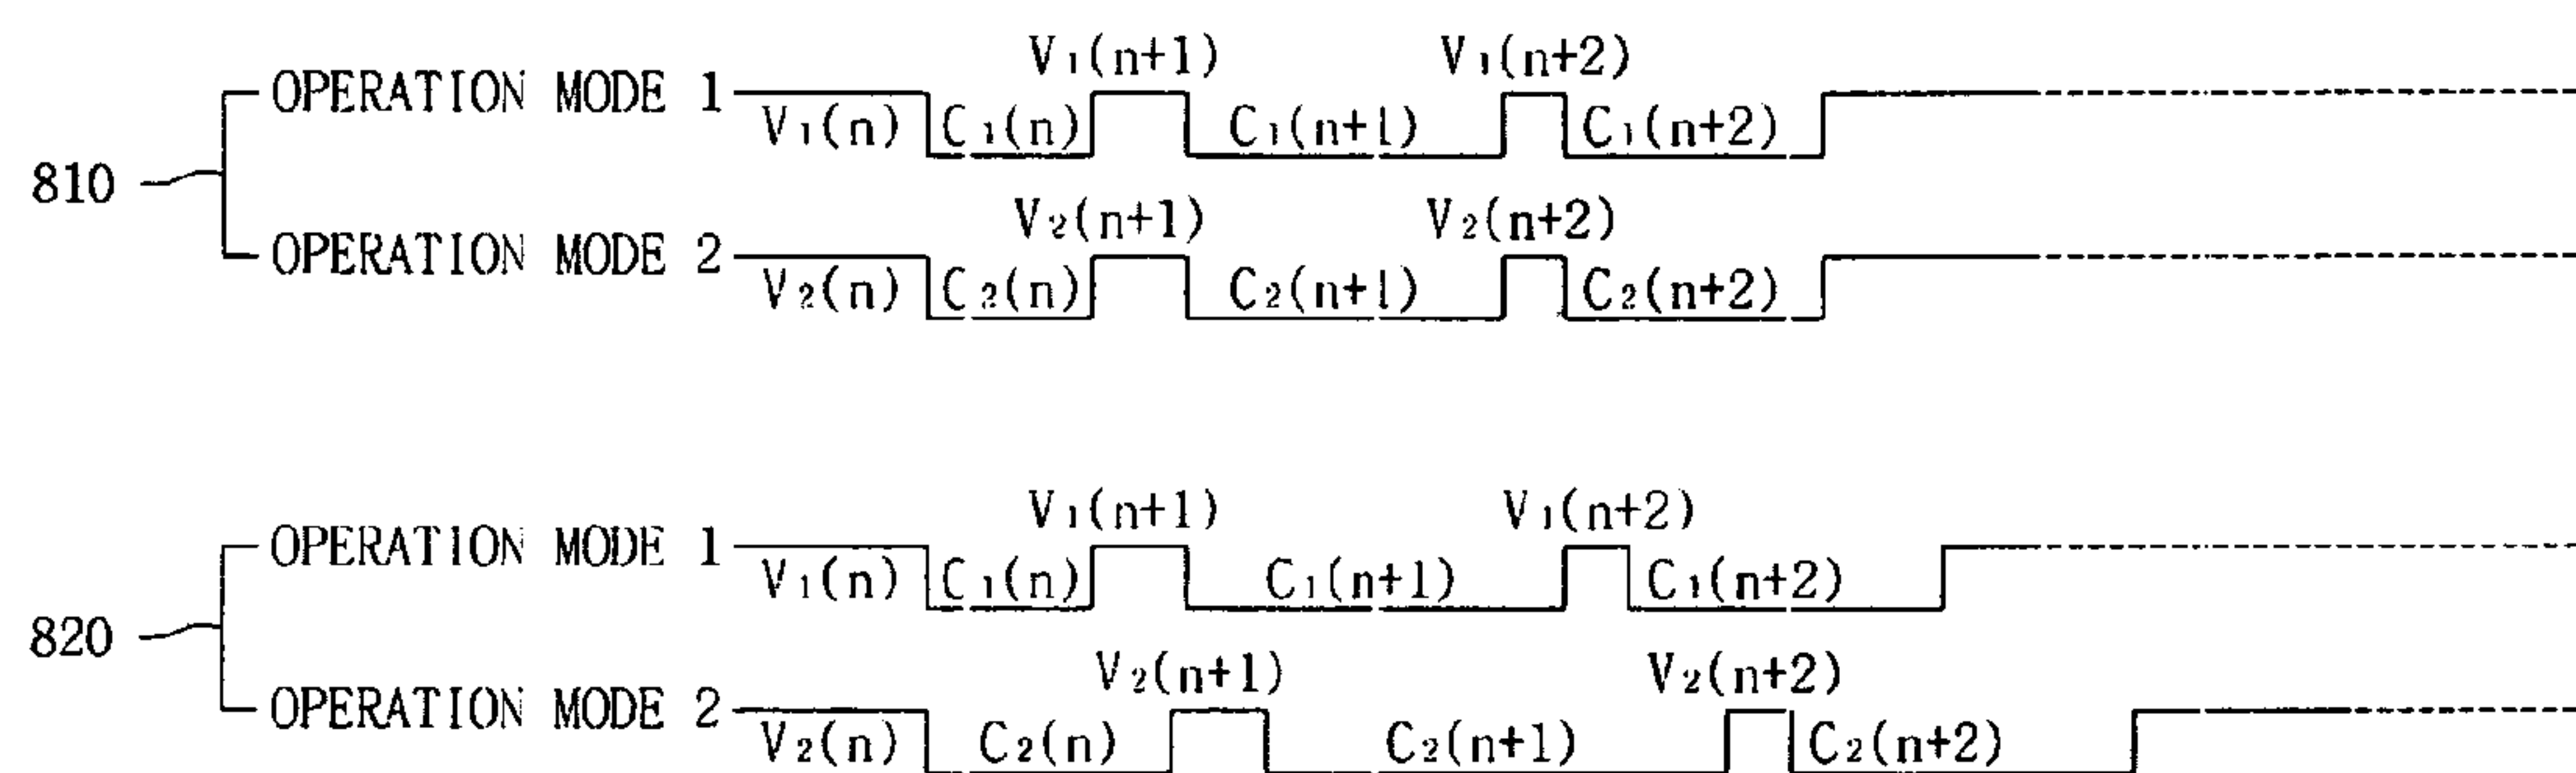 V₁(n+1) V₁(n+2)
OPERATION MODE 1
V₁(n) C₁(n) C₁(n+1) C₁(n+2)
810
V₂(n+1) V₂(n+2)
OPERATION MODE 2
V₂(n) C₂(n) C₂(n+1) C₂(n+2)
V₁(n+1) V₁(n+2)
OPERATION MODE 1
V₁(n) C₁(n) C₁(n+1) C₁(n+2)
820
V₂(n+1) V₂(n+2)
OPERATION MODE 2
V₂(n) C₂(n) C₂(n+1) C₂(n+2)